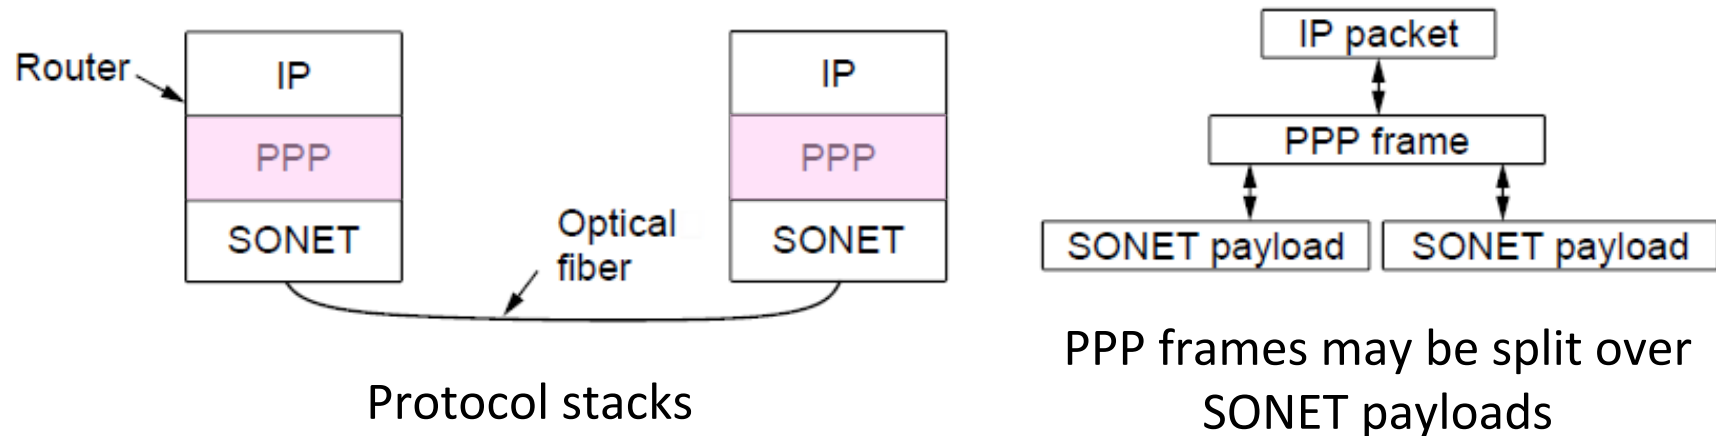 Router
IP
PPP
SONET
Optical
fiber
IP
PPP
SONET
Protocol stacks
IP packet
PPP frame
SONET payload
SONET payload
PPP frames may be split over
SONET payloads